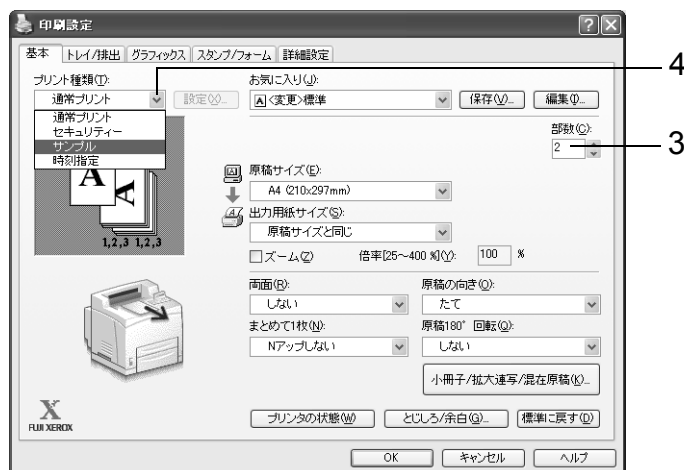 印刷設定
基本 トレイ/排出 グラフィックス スタンプ/フォーム 詳細設定
プリント種類(T):
通常プリント
設定(X)...
通常プリント
セキュリティー
サンプル
時刻指定
A
A
1,2,3 1,2,3
お気に入り(J):
A <変更>標準
保存(V)...
編集(I)...
部数(C):
2
原稿サイズ(E):
A4 (210x297mm)
出力用紙サイズ(S):
原稿サイズと同じ
ズーム(Z) 倍率[25~400 %](Y): 100 %
両面(R):
しない
原稿の向き(O):
たて
まとめて1枚(N):
Nアップしない
原稿180° 回転(Q):
しない
小冊子/拡大連写/混在原稿(K)...
X
FUJI XEROX
プリンタの状態(W) とじしろ/余白(G)... 標準に戻す(D)
OK キャンセル ヘルプ
4
3